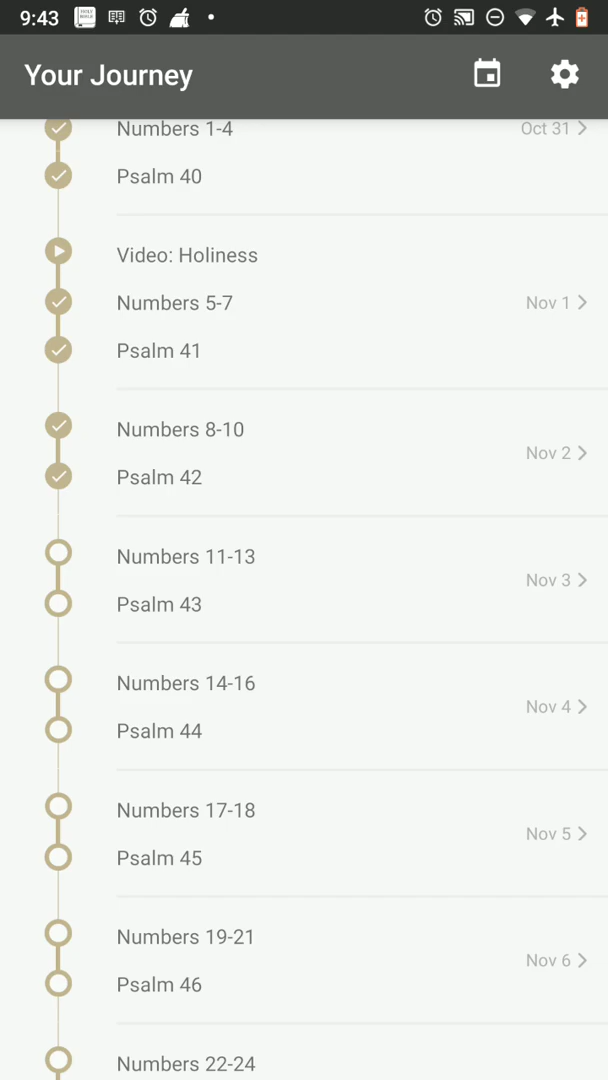 9:43
Your Journey
Numbers 1-4
Oct 31
Psalm 40
Video: Holiness
Numbers 5-7
Nov 1
Psalm 41
Numbers 8-10
Nov 2
Psalm 42
Numbers 11-13
Nov 3
Psalm 43
Numbers 14-16
Nov 4
Psalm 44
Numbers 17-18
Nov 5
Psalm 45
Numbers 19-21
Nov 6
Psalm 46
Numbers 22-24